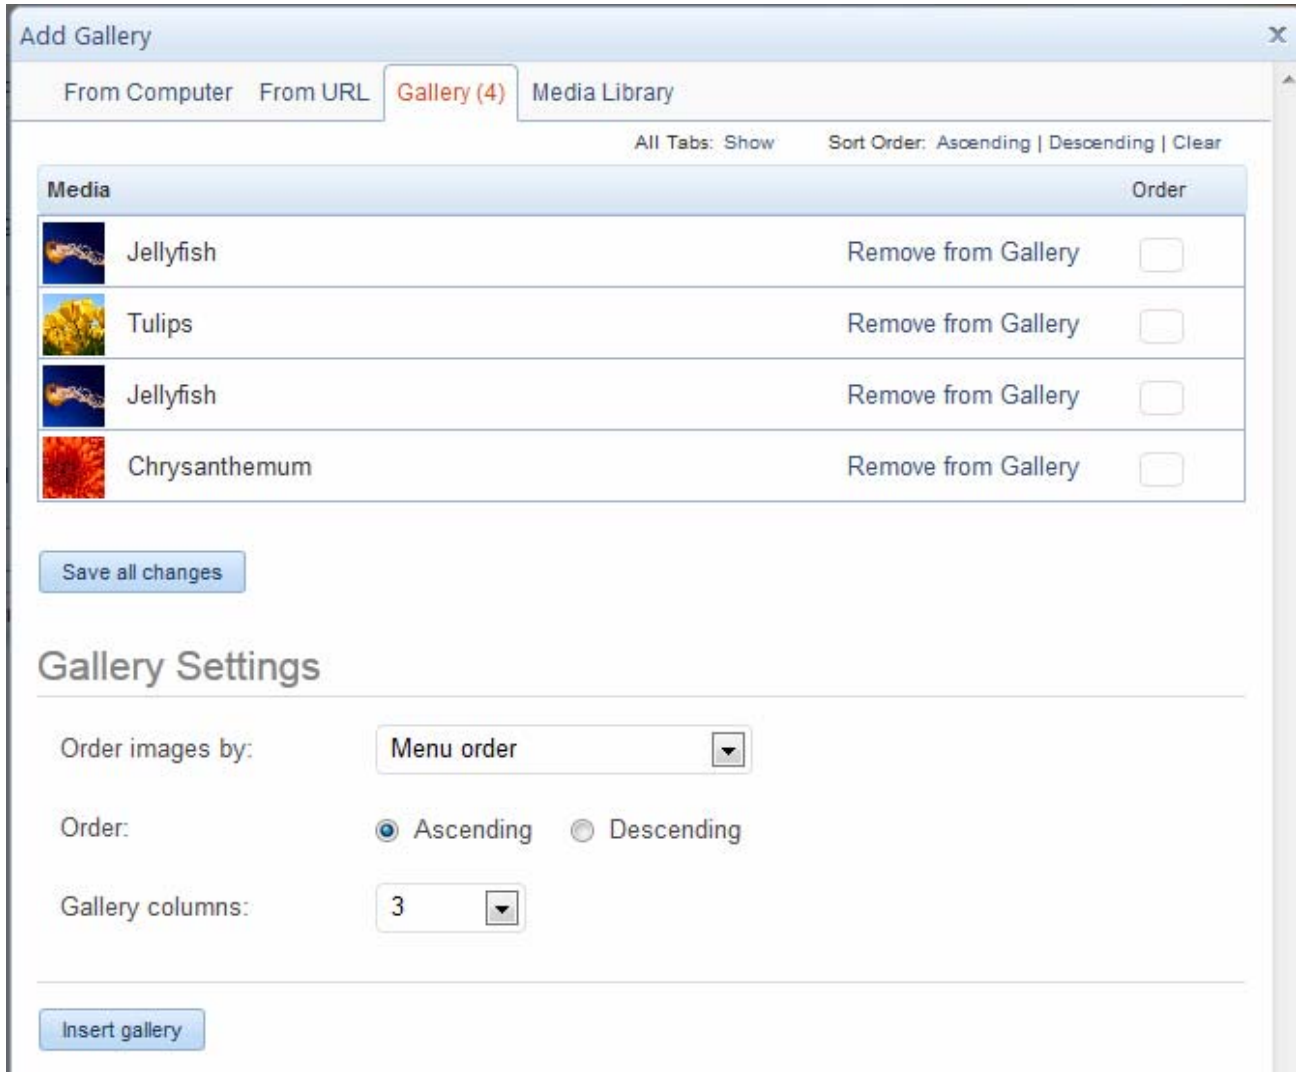 Add Gallery x
From Computer From URL Gallery (4) Media Library
All Tabs: Show Sort Order: Ascending | Descending | Clear
Media Order
Jellyfish Remove from Gallery
Tulips Remove from Gallery
Jellyfish Remove from Gallery
Chrysanthemum Remove from Gallery
Save all changes
Gallery Settings
Order images by: Menu order
Order: Ascending Descending
Gallery columns: 3
Insert gallery